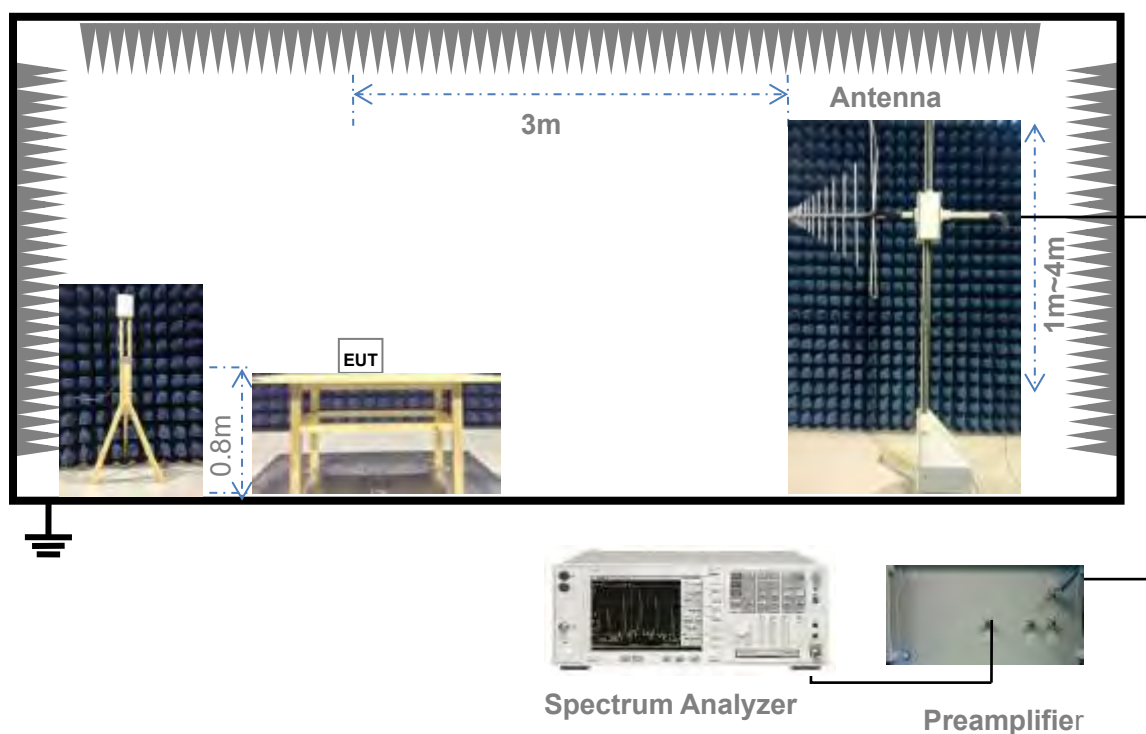 Antenna
3m
1m~4m
EUT
0.8m
Spectrum Analyzer
Preamplifier